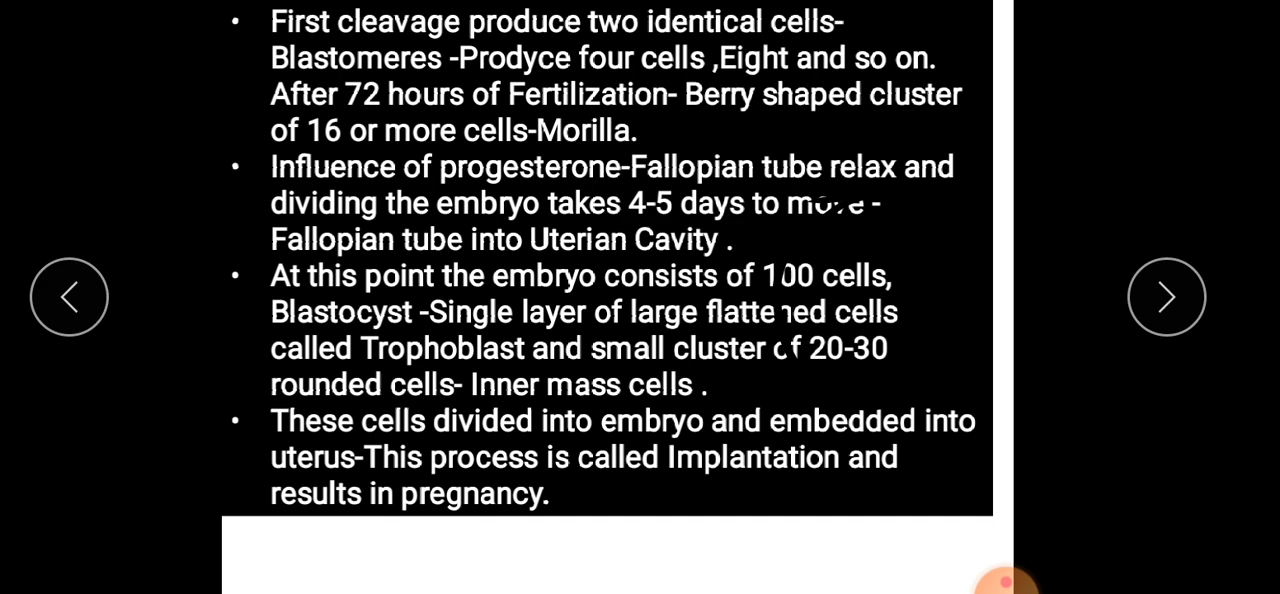 • First cleavage produce two identical cells-
Blastomeres -Prodyce four cells ,Eight and so on.
After 72 hours of Fertilization- Berry shaped cluster
of 16 or more cells-Morilla.
• Influence of progesterone-Fallopian tube relax and
dividing the embryo takes 4-5 days to move -
Fallopian tube into Uterian Cavity .
• At this point the embryo consists of 100 cells,
Blastocyst -Single layer of large flattened cells
called Trophoblast and small cluster of 20-30
rounded cells- Inner mass cells .
• These cells divided into embryo and embedded into
uterus-This process is called Implantation and
results in pregnancy.